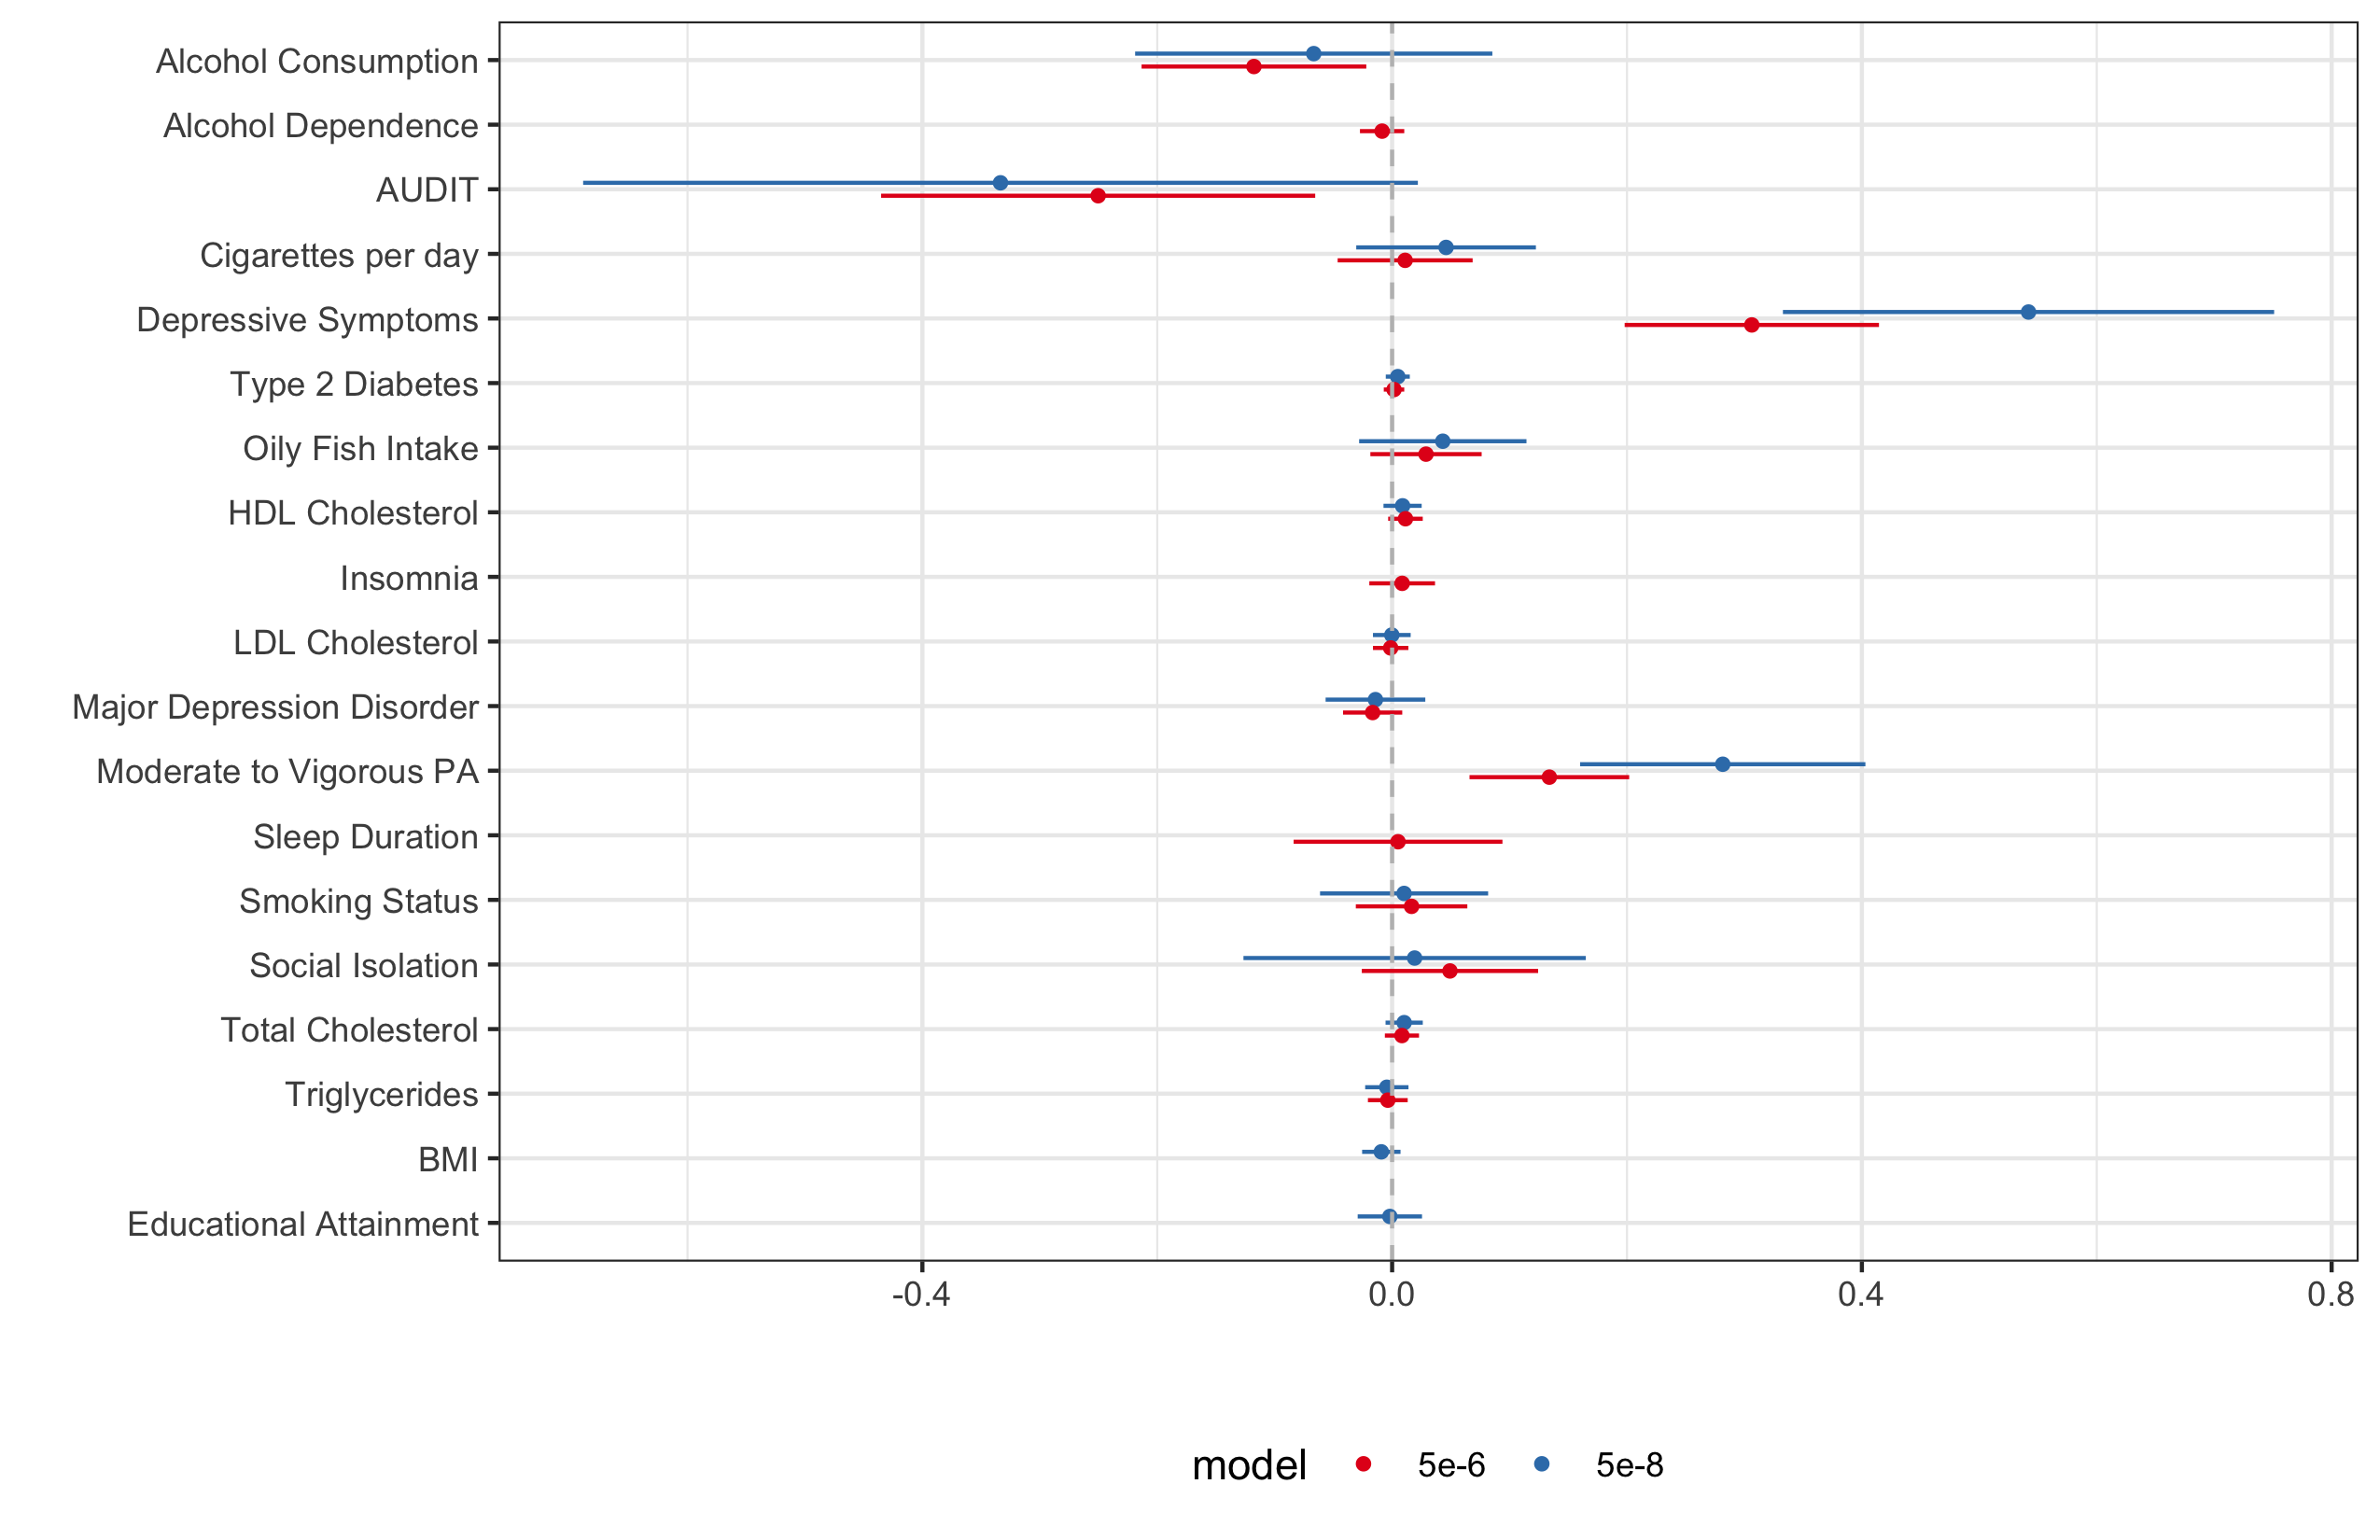 Alcohol Consumption
Alcohol Dependence
AUDIT
Cigarettes per day
Depressive Symptoms
Type 2 Diabetes
Oily Fish Intake
HDL Cholesterol
Insomnia
LDL Cholesterol
Major Depression Disorder
Moderate to Vigorous PA
Sleep Duration
Smoking Status
Social Isolation
Total Cholesterol
Triglycerides
BMI
Educational Attainment
-0.4 0.0 0.4 0.8
model 5e-6 5e-8